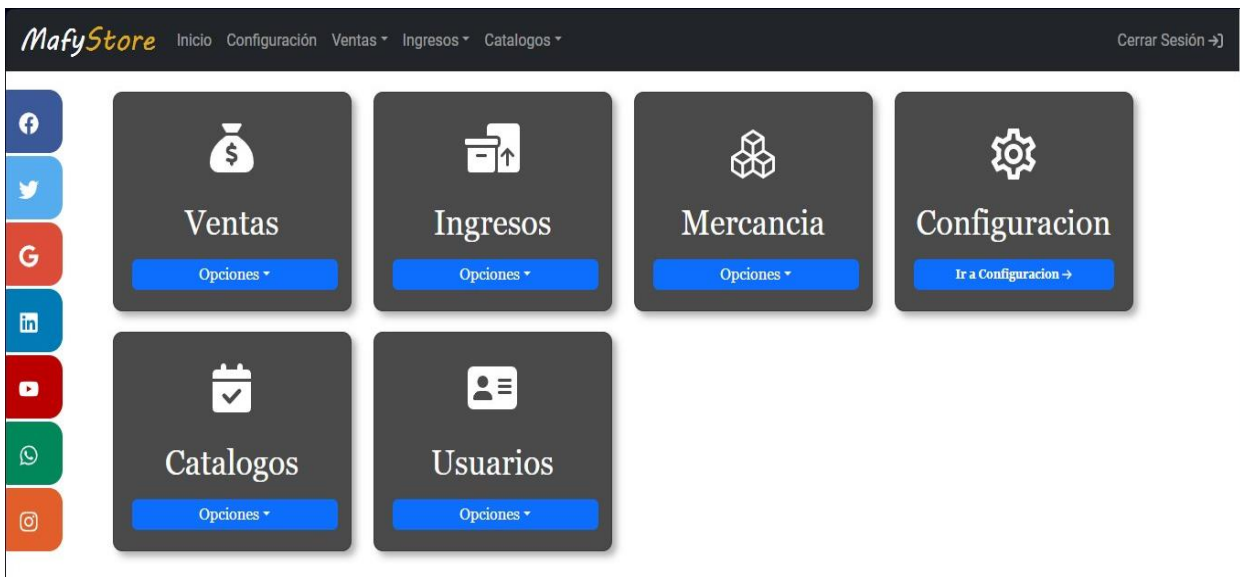 MafyStore Inicio Configuración Ventas Ingresos Catalogos Cerrar Sesión
Ventas
Opciones
Ingresos
Opciones
Mercancia
Opciones
Configuracion
Ir a Configuracion →
Catalogos
Opciones
Usuarios
Opciones